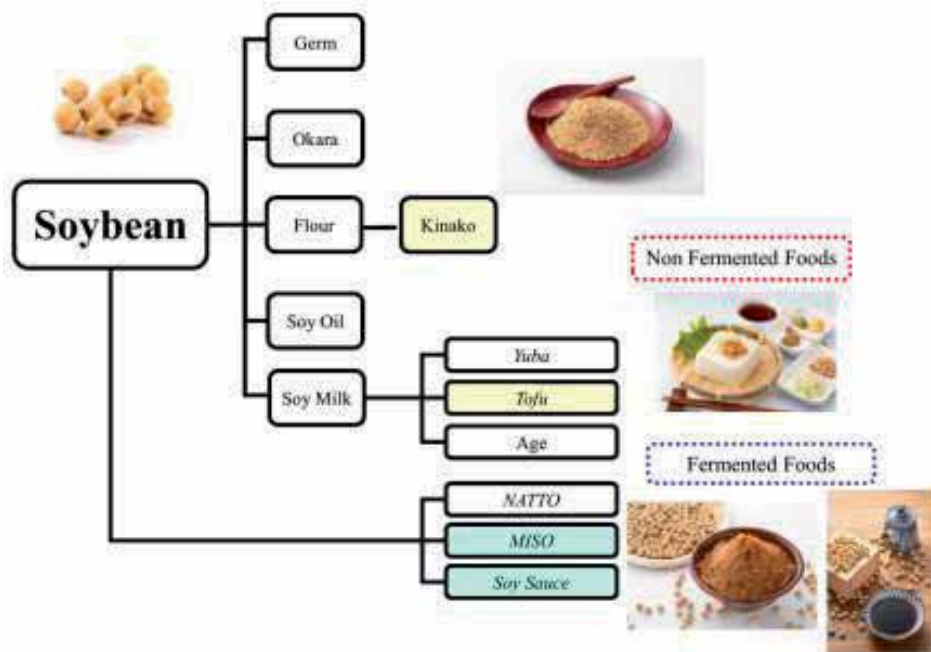 Germ
Okara
Soybean
Flour
Kinako
Non Fermented Foods
Soy Oil
Soy Milk
Yuba
Tofu
Age
Fermented Foods
NATTO
MISO
Soy Sauce